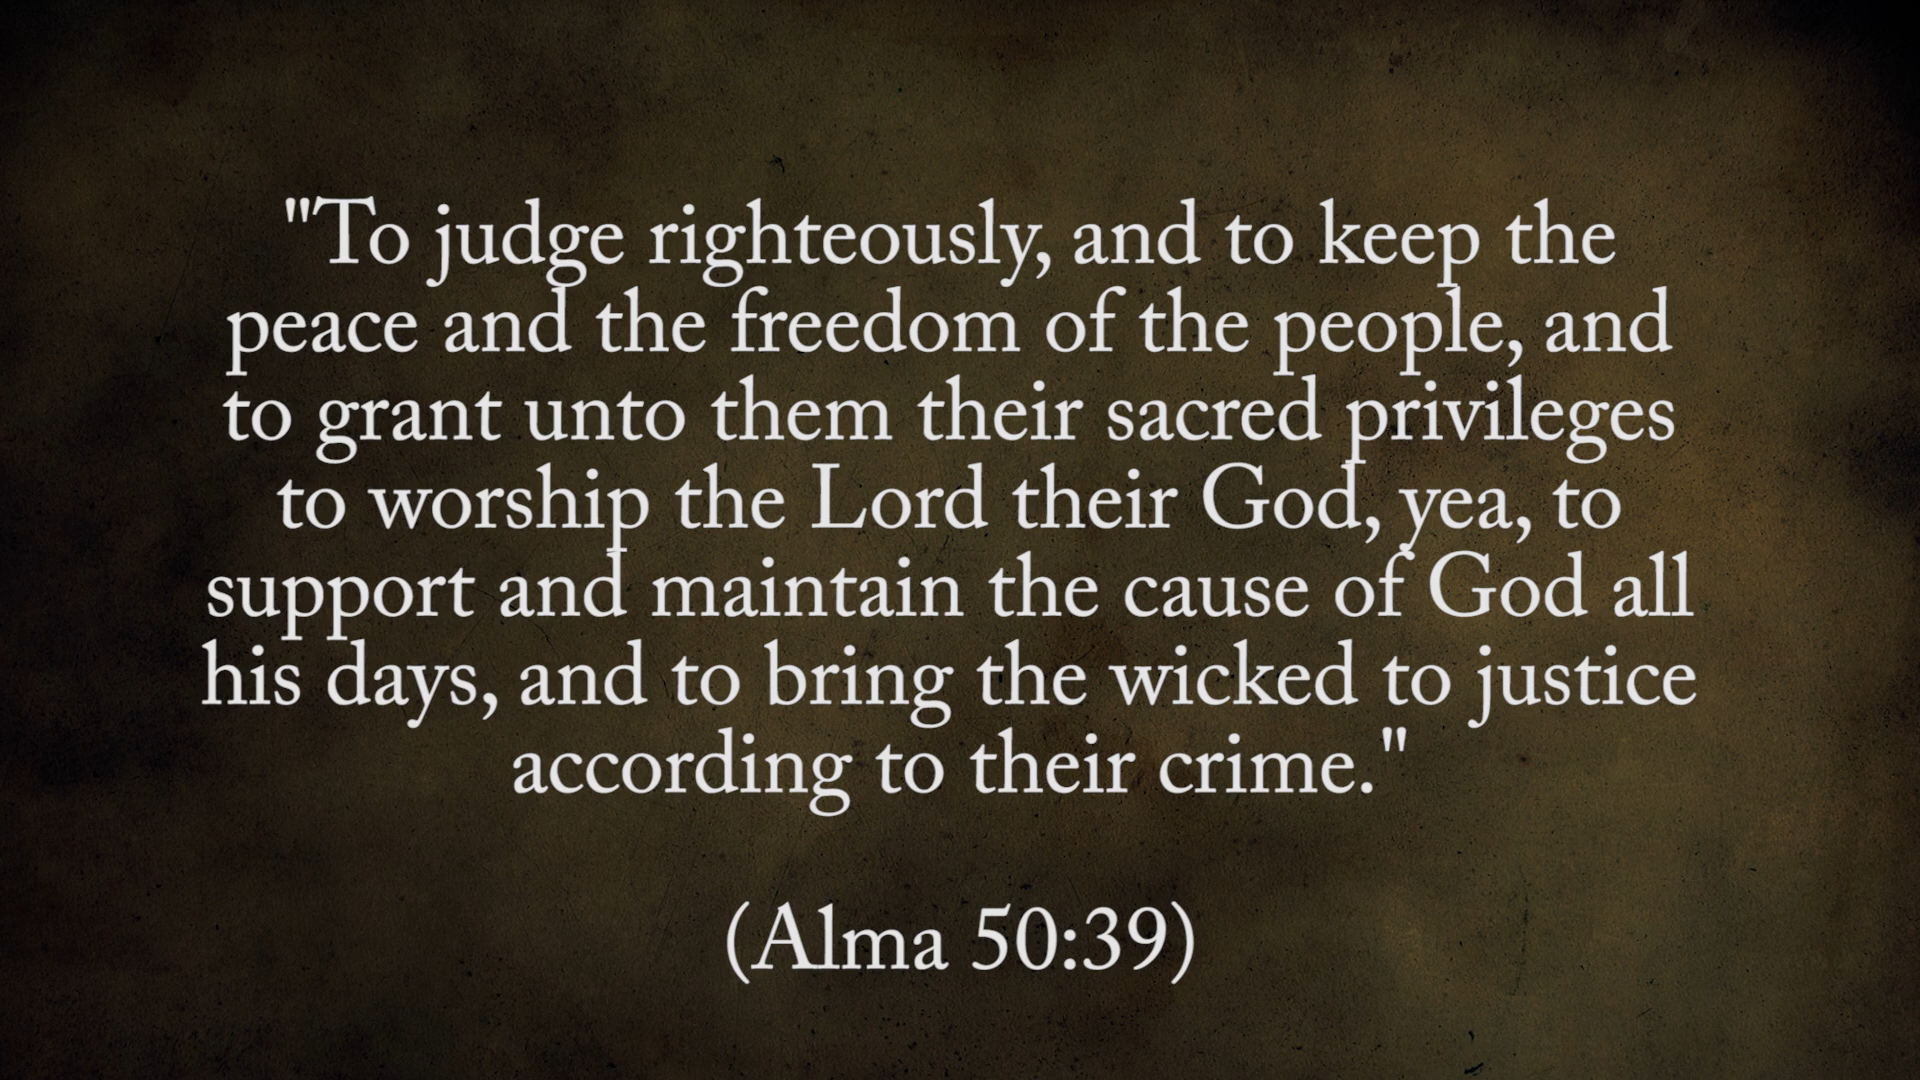 "To judge righteously, and to keep the
peace and the freedom of the people, and
to grant unto them their sacred privileges
to worship the Lord their God, yea, to
support and maintain the cause of God all
his days, and to bring the wicked to justice
according to their crime."
(Alma 50:39)